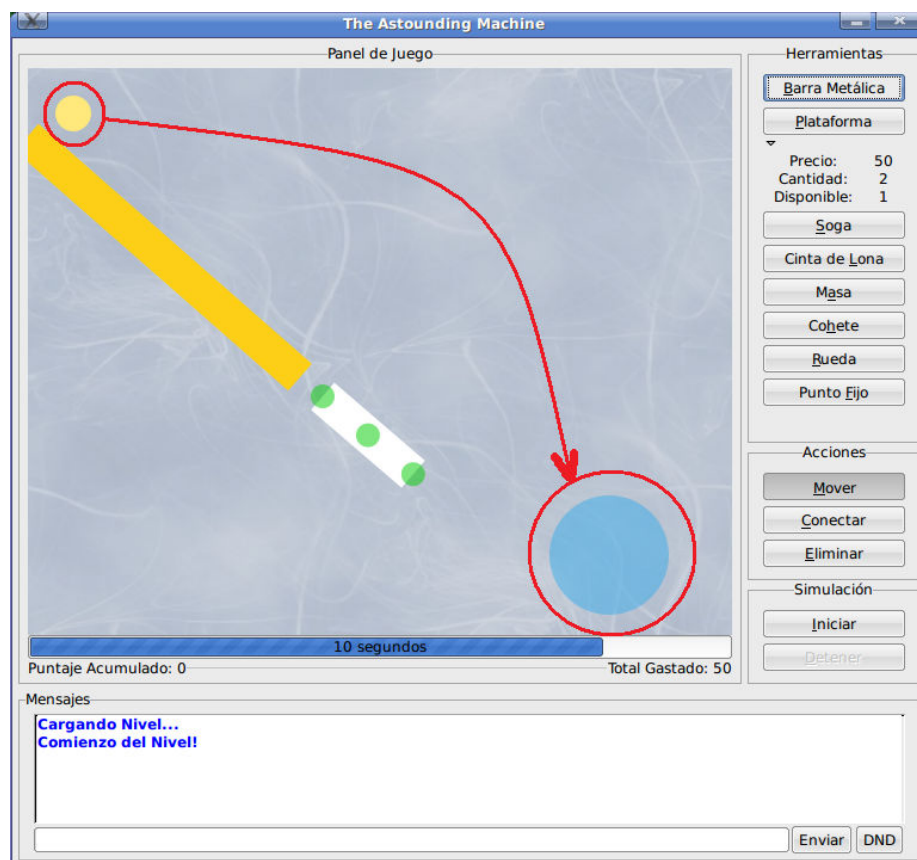 The Astounding Machine
Panel de Juego
10 segundos
Puntaje Acumulado: 0
Total Gastado: 50
Herramientas
Barra Metálica
Plataforma
Precio: 50
Cantidad: 2
Disponible: 1
Soga
Cinta de Lona
Masa
Cohete
Rueda
Punto Fijo
Acciones
Mover
Conectar
Eliminar
Simulación
Iniciar
Detener
Mensajes
Cargando Nivel...
Comienzo del Nivel!
Enviar
DND